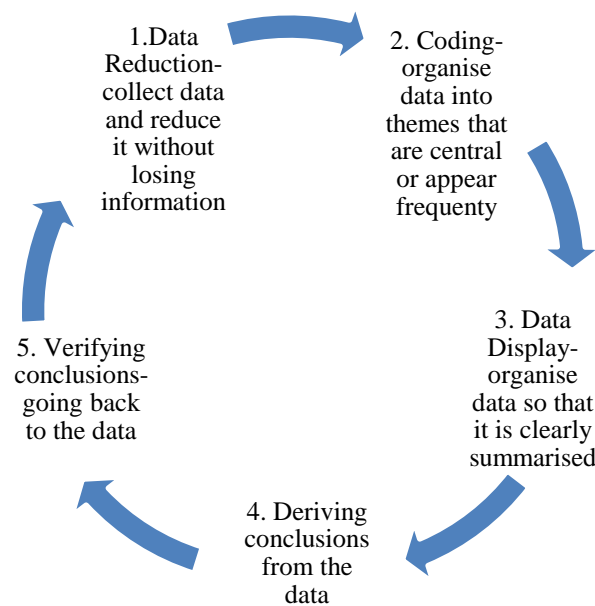 1.Data
Reduction-
collect data
and reduce
it without
losing
information
2. Coding-
organise
data into
themes that
are central
or appear
frequenty
3. Data
Display-
organise
data so that
it is clearly
summarised
4. Deriving
conclusions
from the
data
5. Verifying
conclusions-
going back
to the data